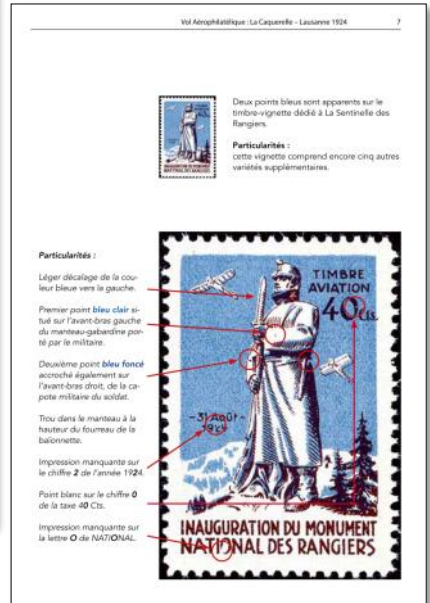 Vol Aérophilatélique : La Caquerelle – Lausanne 1924 7
Deux points bleus sont apparents sur le
timbre-vignette dédié à La Sentinelle des
Rangiers.
Particularités :
cette vignette comprend encore cinq autres
variétés supplémentaires.
Particularités :
Léger décalage de la cou-
leur bleue vers la gauche.
Premier point bleu clair si-
tué sur l'avant-bras gauche
du manteau-gabardine por-
té par le militaire.
Deuxième point bleu foncé
accroché également sur
l'avant-bras droit, de la ca-
pote militaire du soldat.
Trou dans le manteau à la
hauteur du fourreau de la
baïonnette.
Impression manquante sur
le chiffre 2 de l'année 1924.
Point blanc sur le chiffre 0
de la taxe 40 Cts.
Impression manquante sur
la lettre O de NATIONAL.
TIMBRE
AVIATION
40 Cts.
-31 Août-
1924
INAUGURATION DU MONUMENT
NATIONAL DES RANGIERS